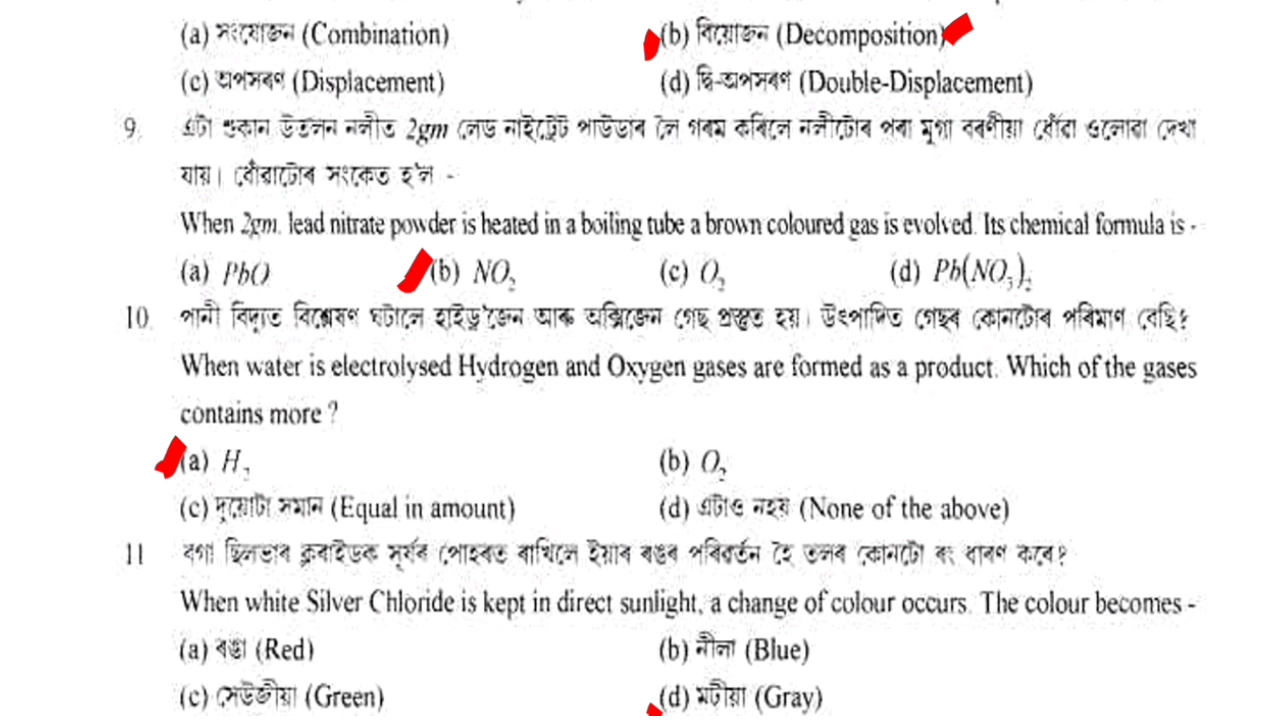 (a) সংযোজন (Combination) (b) বিয়োজন (Decomposition)
(c) অপসৰণ (Displacement) (d) দ্বি-অপসৰণ (Double-Displacement)
9. এটা শুকান উতলন নলীত 2gm লেড নাইট্ৰেট পাউডাৰ লৈ গৰম কৰিলে নলীটোৰ পৰা মুগা বৰণীয়া ধোঁৱা ওলোৱা দেখা
যায়। ধোঁৱাটোৰ সংকেত হ'ল -
When 2gm. lead nitrate powder is heated in a boiling tube a brown coloured gas is evolved. Its chemical formula is -
(a) PbO (b) NO₂ (c) O₂ (d) Pb(NO₃)₂
10. পানী বিদ্যুত বিশ্লেষণ ঘটালে হাইড্ৰ'জেন আৰু অক্সিজেন গেছ প্ৰস্তুত হয়। উৎপাদিত গেছৰ কোনটোৰ পৰিমাণ বেছি?
When water is electrolysed Hydrogen and Oxygen gases are formed as a product. Which of the gases
contains more ?
(a) H₂ (b) O₂
(c) দুয়োটা সমান (Equal in amount) (d) এটাও নহয় (None of the above)
11 বগা ছিলভাৰ ক্লৰাইডক সূৰ্যৰ পোহৰত ৰাখিলে ইয়াৰ ৰঙৰ পৰিৱৰ্তন হৈ তলৰ কোনটো ৰং ধাৰণ কৰে?
When white Silver Chloride is kept in direct sunlight, a change of colour occurs. The colour becomes -
(a) ৰঙা (Red) (b) নীলা (Blue)
(c) সেউজীয়া (Green) (d) মটীয়া (Gray)